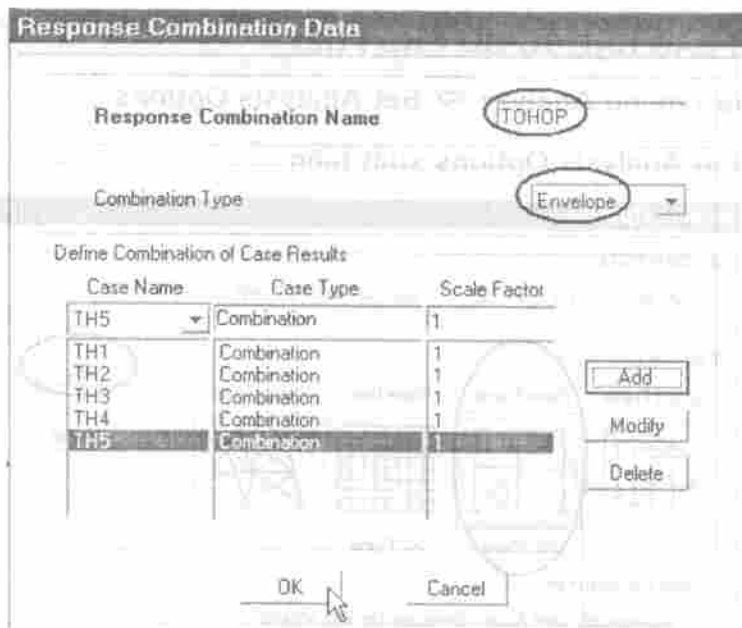 Response Combination Data
Response Combination Name TOHOP
Combination Type Envelope
Define Combination of Case Results
Case Name Case Type Scale Factor
TH5 Combination 1
TH1 Combination 1
TH2 Combination 1
TH3 Combination 1
TH4 Combination 1
TH5 Combination 1
Add
Modify
Delete
OK Cancel